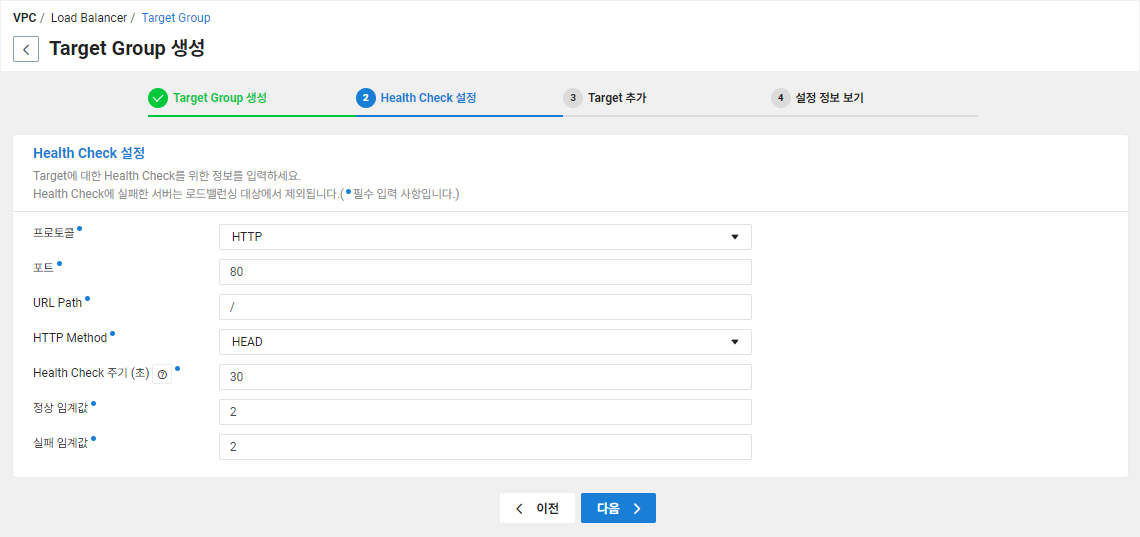 VPC / Load Balancer / Target Group
Target Group 생성
Target Group 생성
2 Health Check 설정
3 Target 추가
4 설정 정보 보기
Health Check 설정
Target에 대한 Health Check를 위한 정보를 입력하세요.
Health Check에 실패한 서버는 로드밸런싱 대상에서 제외됩니다.(●필수 입력 사항입니다.)
프로토콜● HTTP
포트● 80
URL Path● /
HTTP Method● HEAD
Health Check 주기 (초) ?● 30
정상 임계값● 2
실패 임계값● 2
< 이전
다음 >